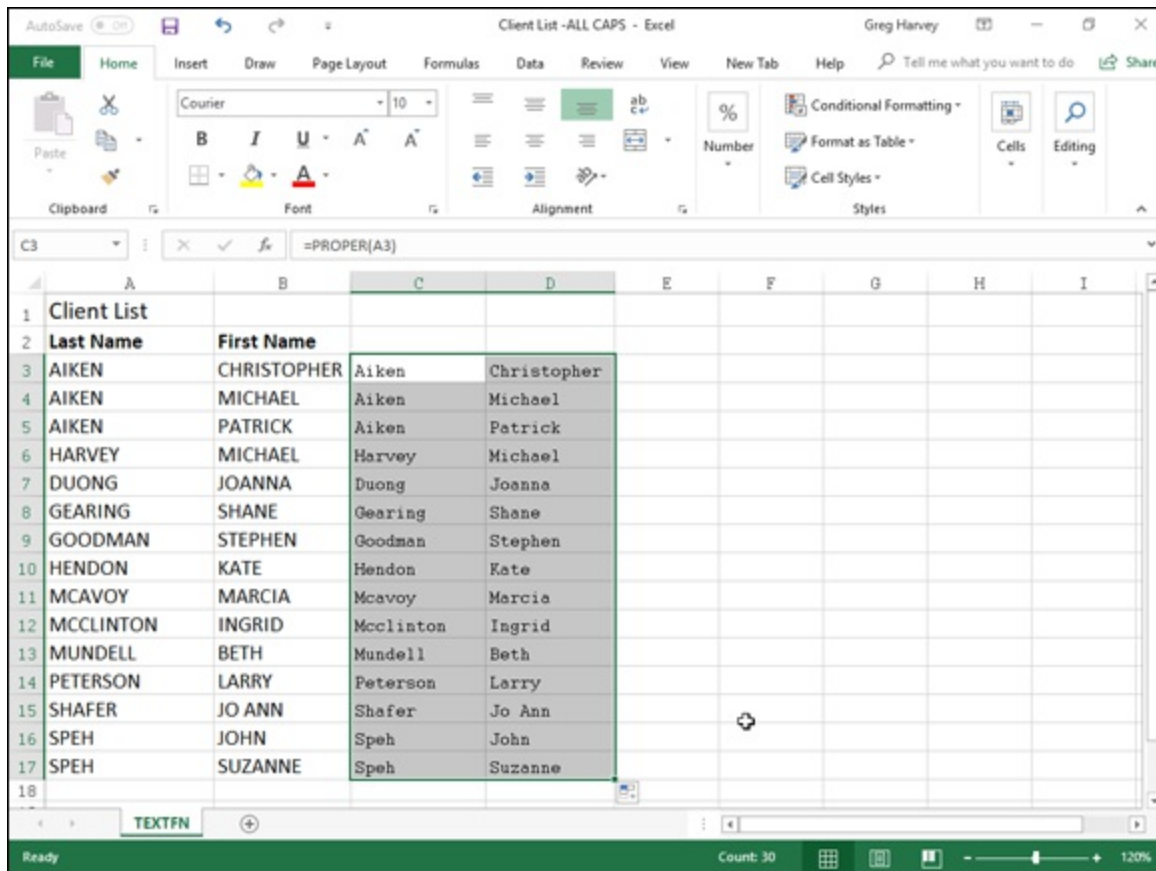 AutoSave Off Client List -ALL CAPS - Excel Greg Harvey
File Home Insert Draw Page Layout Formulas Data Review View New Tab Help Tell me what you want to do Share
Courier 10 ab %  Conditional Formatting
Paste B I U A A Number Format as Table Cells Editing
A Cell Styles
Clipboard Font Alignment Styles
C3 fx =PROPER(A3)
A B C D E F G H I
1 Client List
2 Last Name First Name
3 AIKEN CHRISTOPHER Aiken Christopher
4 AIKEN MICHAEL Aiken Michael
5 AIKEN PATRICK Aiken Patrick
6 HARVEY MICHAEL Harvey Michael
7 DUONG JOANNA Duong Joanna
8 GEARING SHANE Gearing Shane
9 GOODMAN STEPHEN Goodman Stephen
10 HENDON KATE Hendon Kate
11 MCAVOY MARCIA Mcavoy Marcia
12 MCCLINTON INGRID Mcclinton Ingrid
13 MUNDELL BETH Mundell Beth
14 PETERSON LARRY Peterson Larry
15 SHAFER JO ANN Shafer Jo Ann
16 SPEH JOHN Speh John
17 SPEH SUZANNE Speh Suzanne
18
TEXTFN
Ready Count: 30 - + 120%